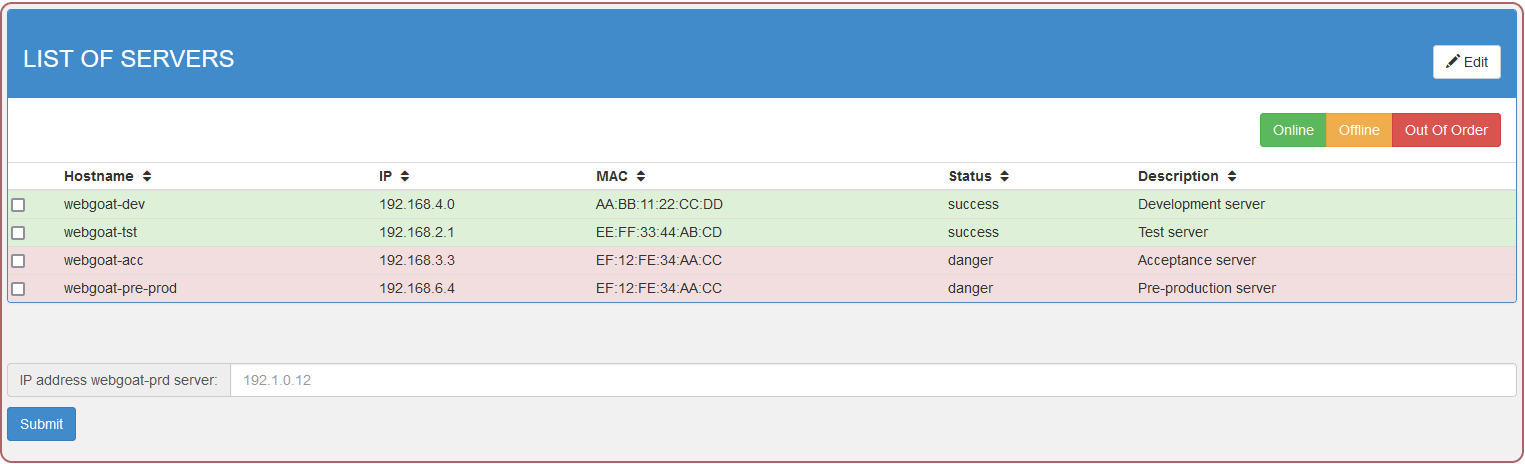 LIST OF SERVERS
Edit
Online Offline Out Of Order
Hostname IP MAC Status Description
webgoat-dev 192.168.4.0 AA:BB:11:22:CC:DD success Development server
webgoat-tst 192.168.2.1 EE:FF:33:44:AB:CD success Test server
webgoat-acc 192.168.3.3 EF:12:FE:34:AA:CC danger Acceptance server
webgoat-pre-prod 192.168.6.4 EF:12:FE:34:AA:CC danger Pre-production server
IP address webgoat-prd server: 192.1.0.12
Submit